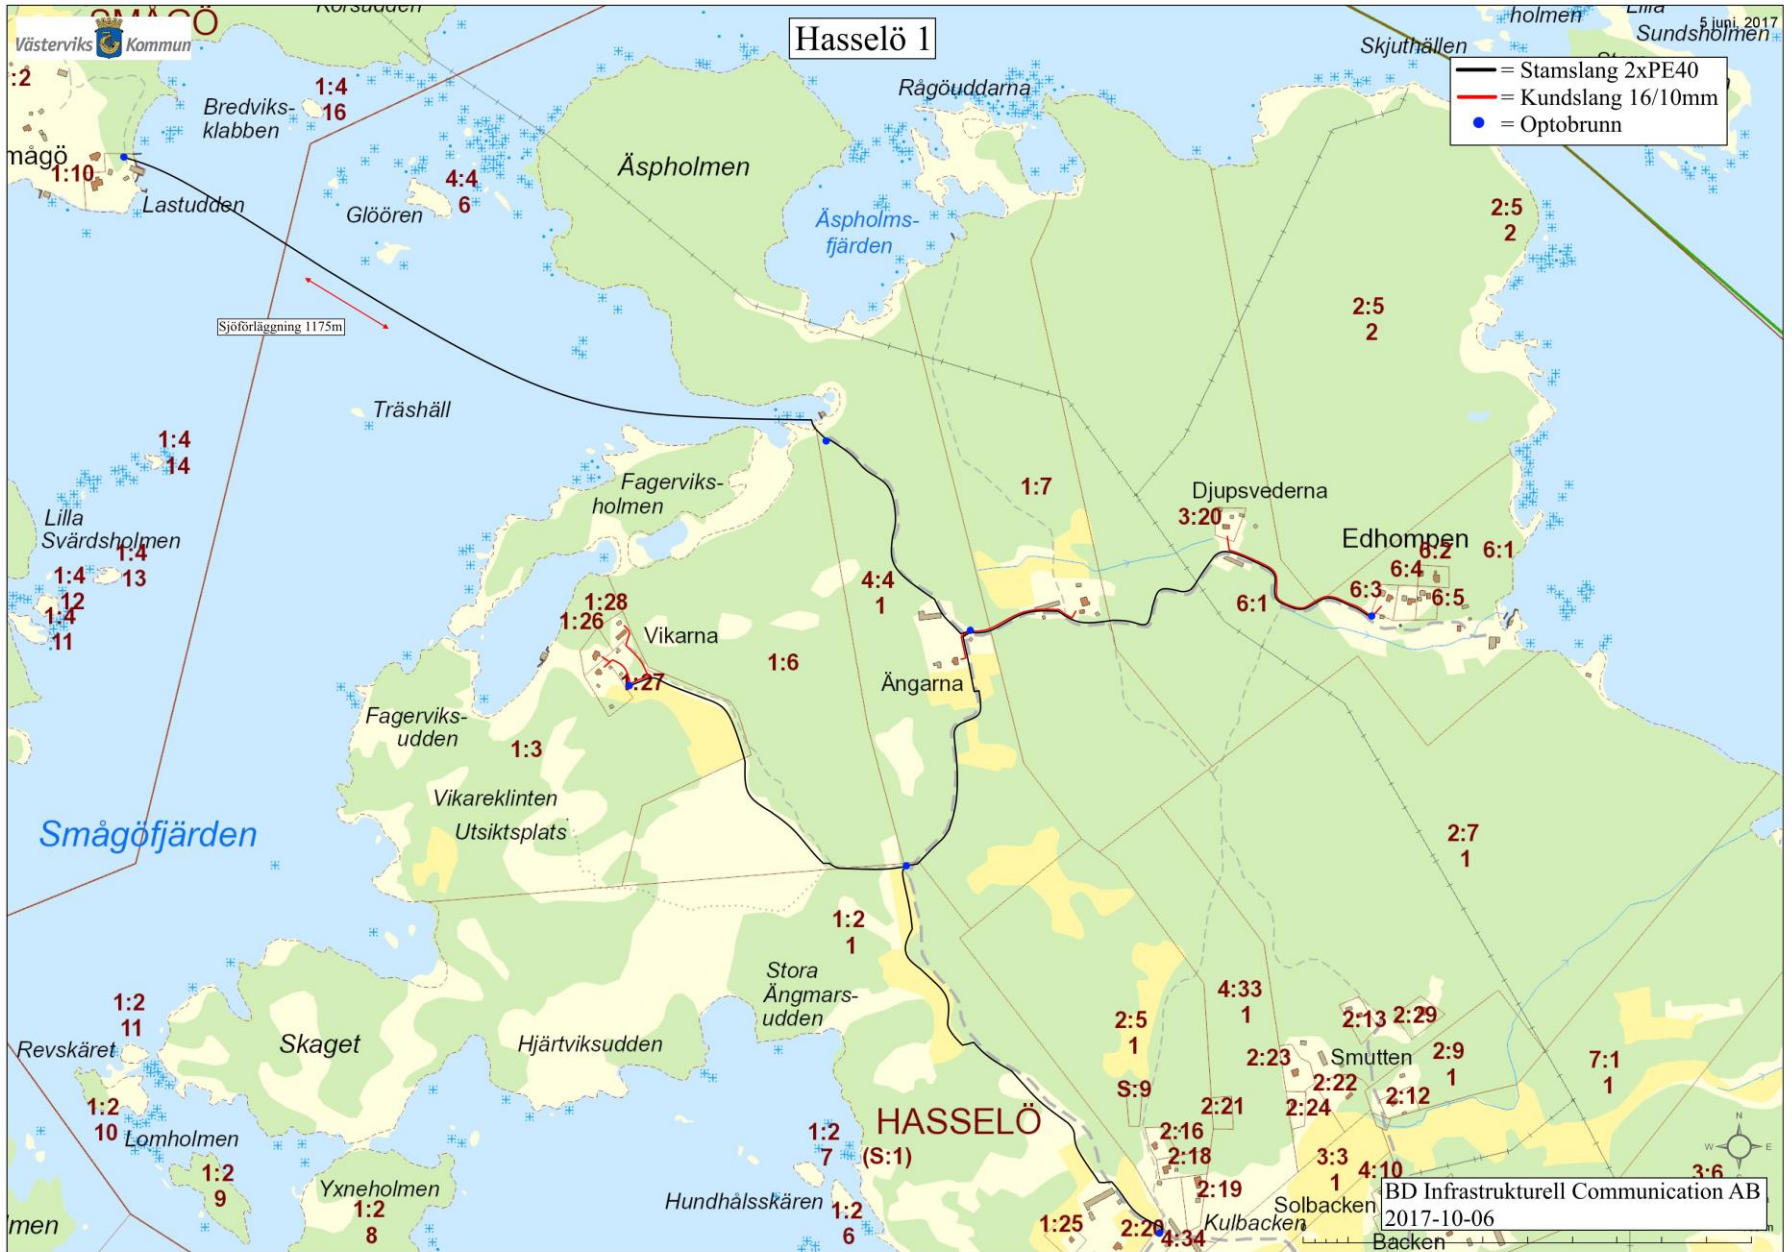 SMÅGÖ
Korsudden
Västerviks Kommun
Hasselö 1
holmen
5 juni, 2017
Sundsholmen
Skjuthällen
= Stamslang 2xPE40
= Kundslang 16/10mm
= Optobrunn
:2
Bredviks-
klabben
1:4
16
Rågöuddarna
1:10
Lastudden
Glöören
4:4
6
Äspholmen
Äspholms-
fjärden
2:5
2
2:5
2
Sjöförläggning 1175m
Träshäll
1:4
14
Lilla
Svärdsholmen
1:4
13
1:4
12
1:4
11
Fagerviks-
holmen
1:7
Djupsvederna
3:20
Edhompen
6:2
6:1
6:4
6:3
6:5
6:1
4:4
1
1:28
1:26
Vikarna
1:27
1:6
Ängarna
Fagerviks-
udden
1:3
Vikareklinten
Utsiktsplats
Smågöfjärden
2:7
1
1:2
1
Stora
Ängmars-
udden
1:2
11
Revskäret
Skaget
Hjärtviksudden
2:5
1
4:33
1
2:13
2:29
Smutten
2:23
2:9
1
7:1
1
2:22
S:9
2:21
2:24
2:12
1:2
10
Lomholmen
1:2
9
Yxneholmen
1:2
8
HASSELÖ
(S:1)
1:2
7
Hundhålsskären
1:2
6
2:16
2:18
2:19
3:3
1
4:10
3:6
N
W
E
Solbacken
1:25
2:20
4:34
Kulbacken
Backen
BD Infrastrukturell Communication AB
2017-10-06